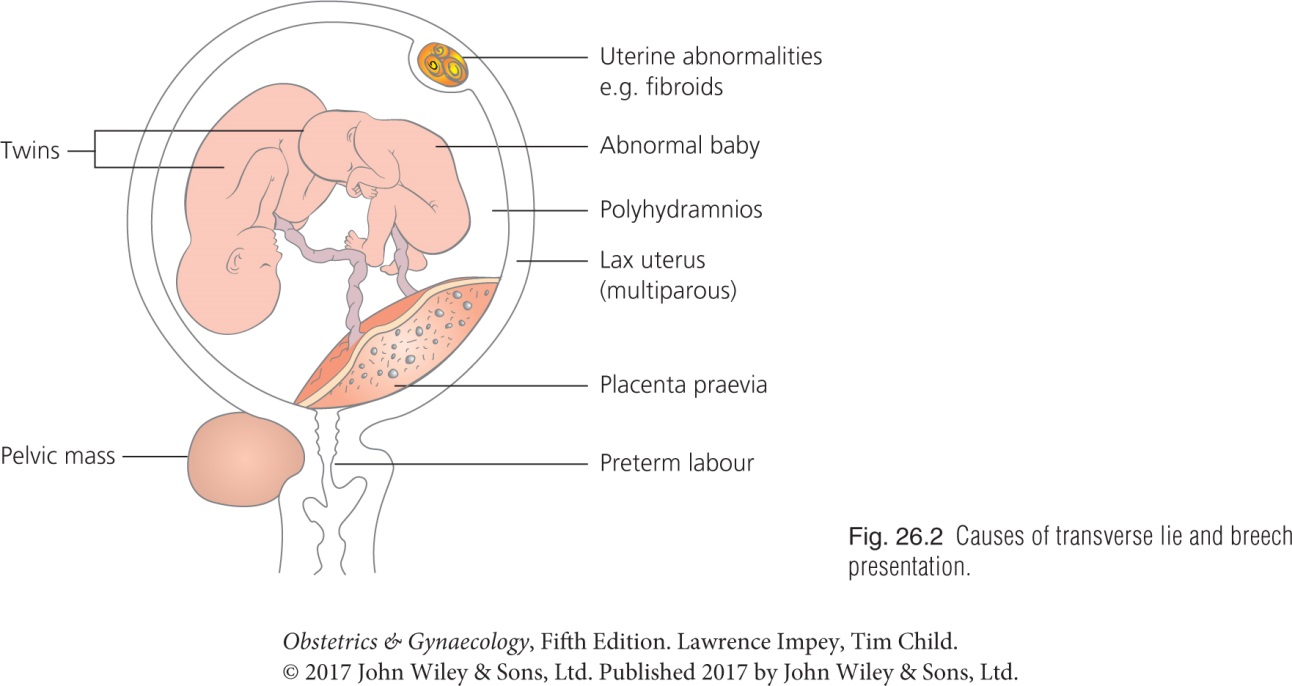 Uterine abnormalities
e.g. fibroids
Twins
Abnormal baby
Polyhydramnios
Lax uterus
(multiparous)
Placenta praevia
Pelvic mass
Preterm labour
Fig. 26.2 Causes of transverse lie and breech
presentation.
Obstetrics & Gynaecology, Fifth Edition. Lawrence Impey, Tim Child.
© 2017 John Wiley & Sons, Ltd. Published 2017 by John Wiley & Sons, Ltd.